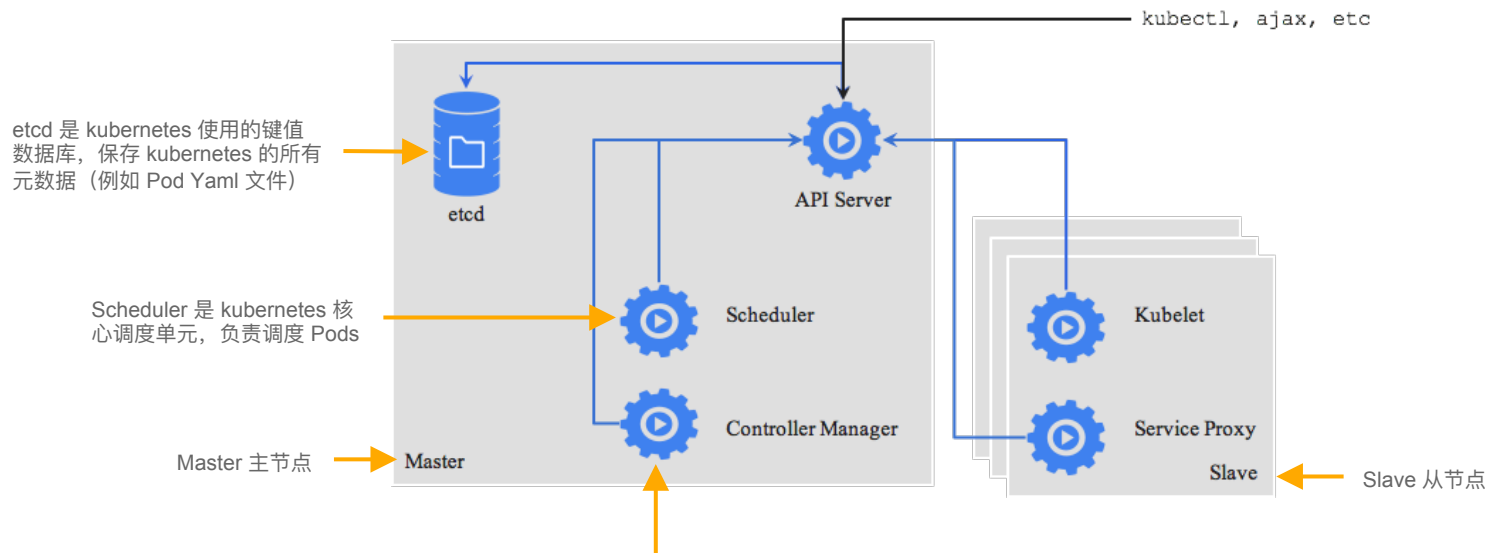 kubectl, ajax, etc
etcd 是 kubernetes 使用的键值
数据库，保存 kubernetes 的所有
元数据（例如 Pod Yaml 文件）
etcd
API Server
Scheduler 是 kubernetes 核
心调度单元，负责调度 Pods
Scheduler
Kubelet
Controller Manager
Service Proxy
Master 主节点
Master
Slave
Slave 从节点